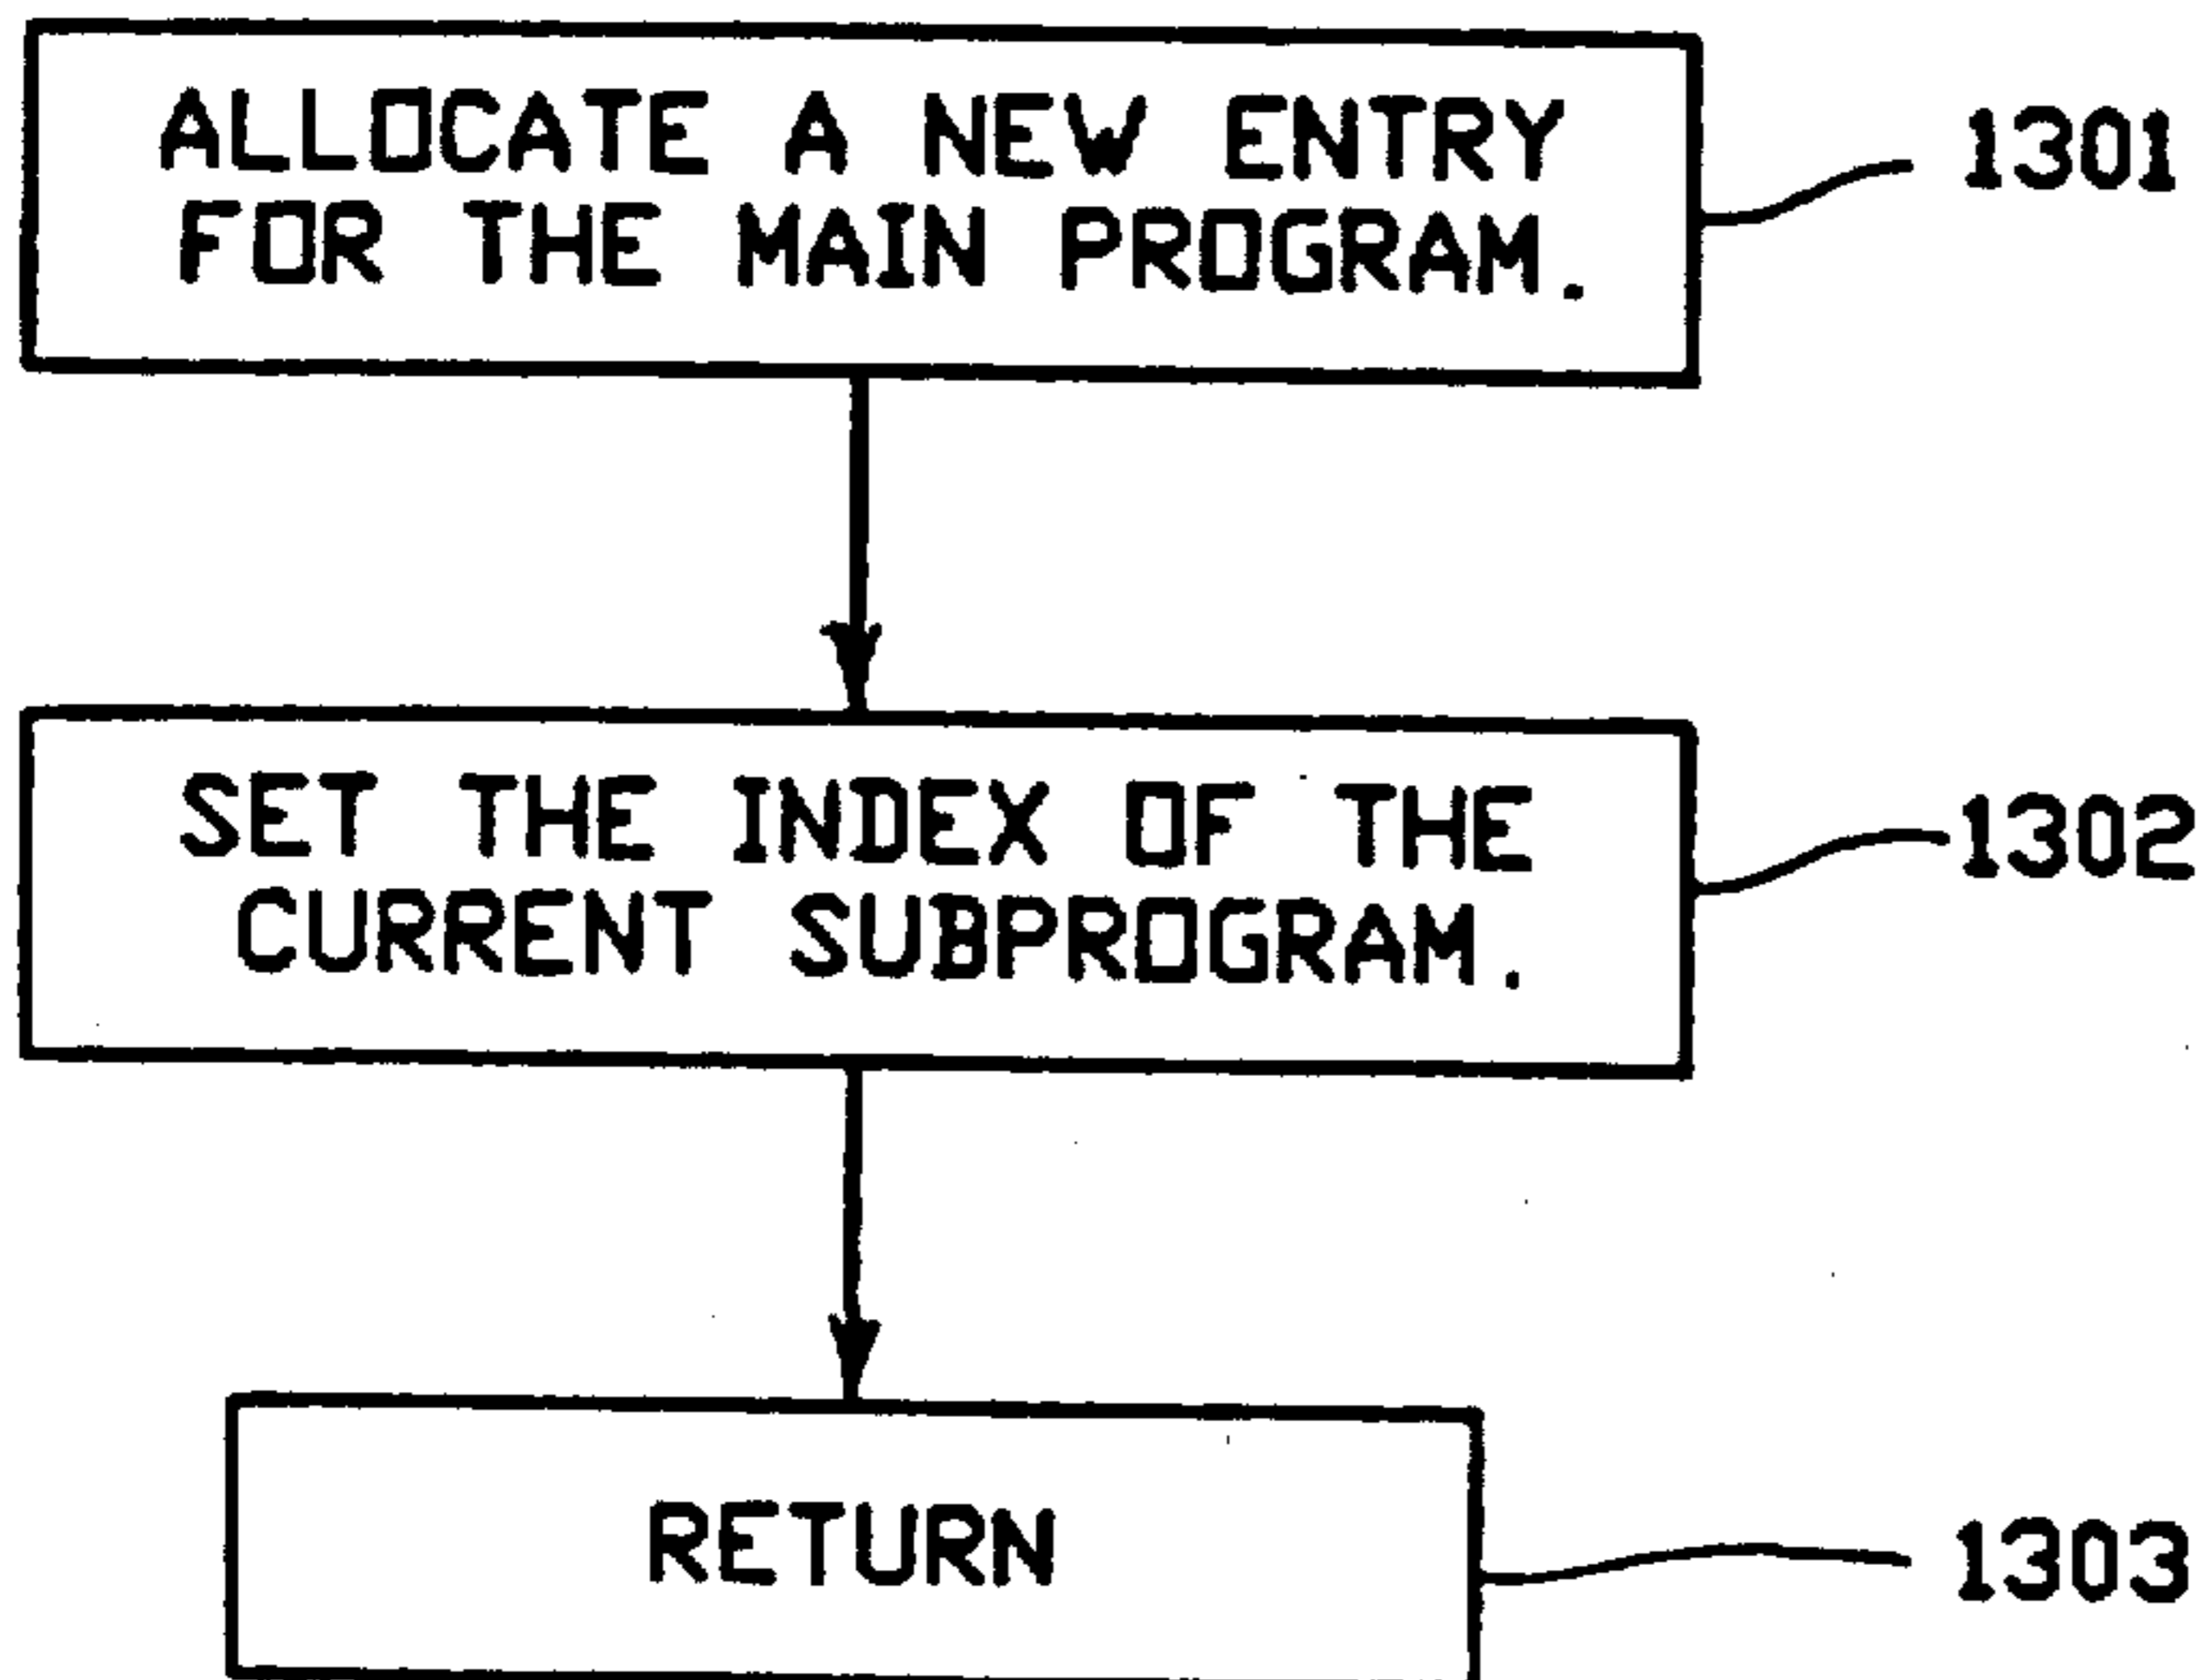 ALLOCATE A NEW ENTRY
FOR THE MAIN PROGRAM.
1301
SET THE INDEX OF THE
CURRENT SUBPROGRAM.
1302
RETURN
1303